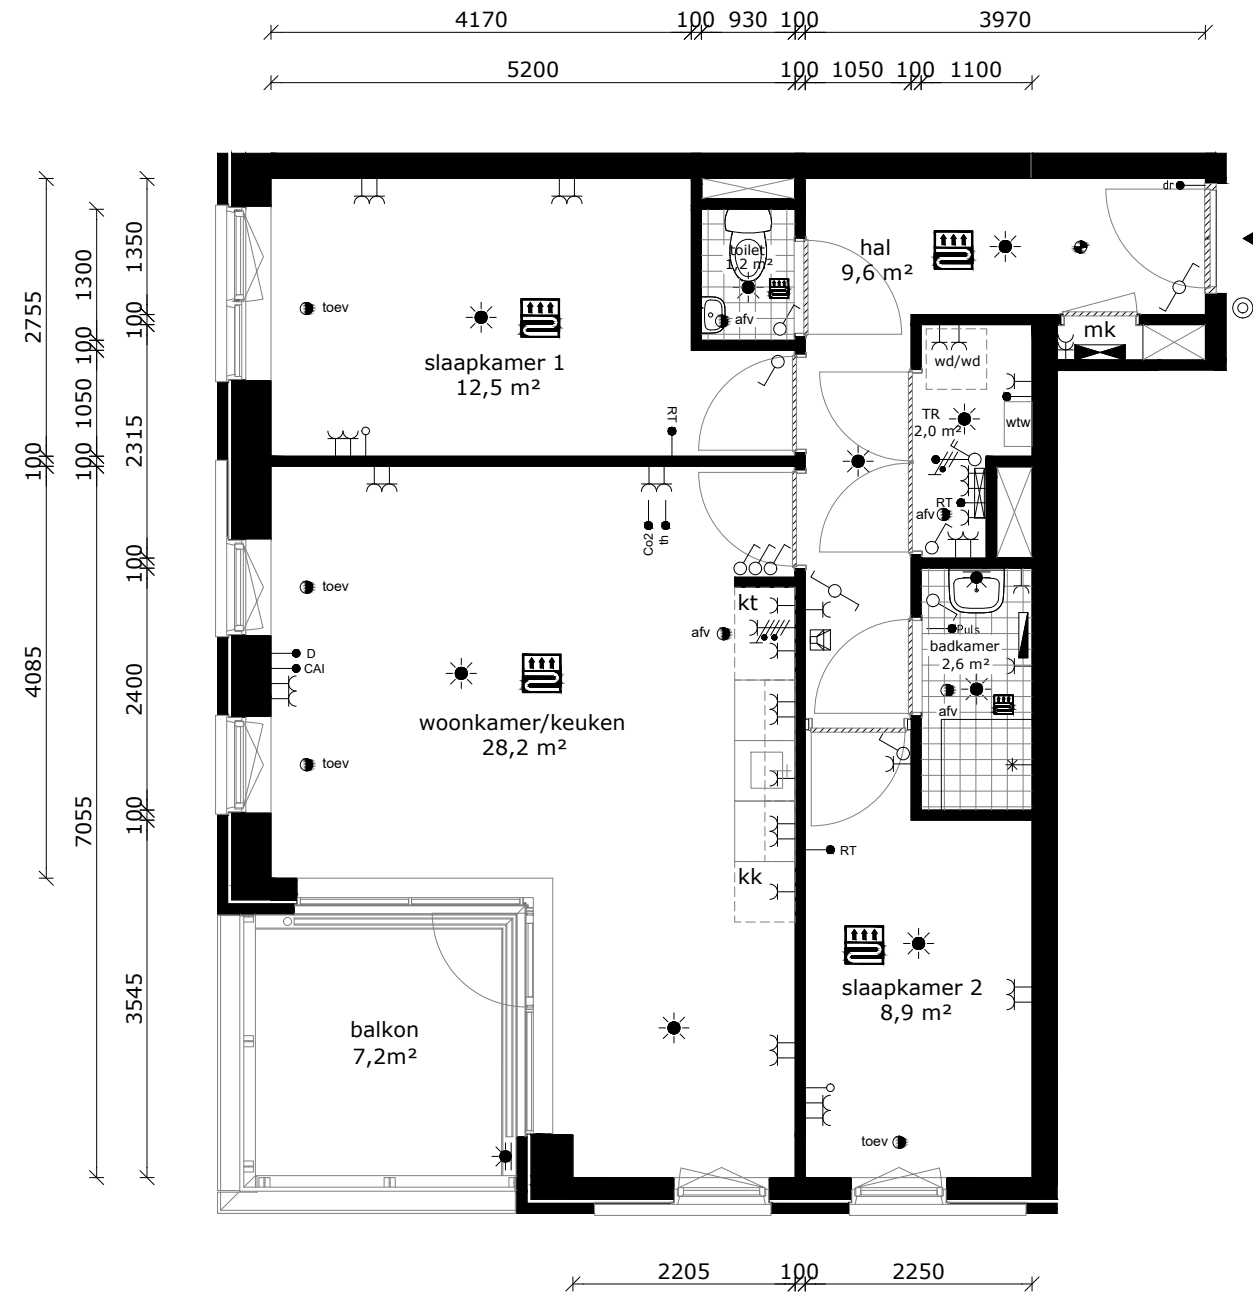 4170 100 930 100 3970
5200 100 1050 100 1100
dr
hal
9,6 m²
toilet
1,2 m²
afv
mk
toev
slaapkamer 1
12,5 m²
RT
wd/wd
wtw
TR
2,0 m²
RT
afv
Co2
th
kt
afv
toev
Puls
badkamer
2,6 m²
afv
D
CAI
woonkamer/keuken
28,2 m²
toev
RT
kk
slaapkamer 2
8,9 m²
balkon
7,2m²
toev
2755
100
4085
1300
100
1050
100
7055
1350
100
2315
100
2400
100
3545
2205 100 2250